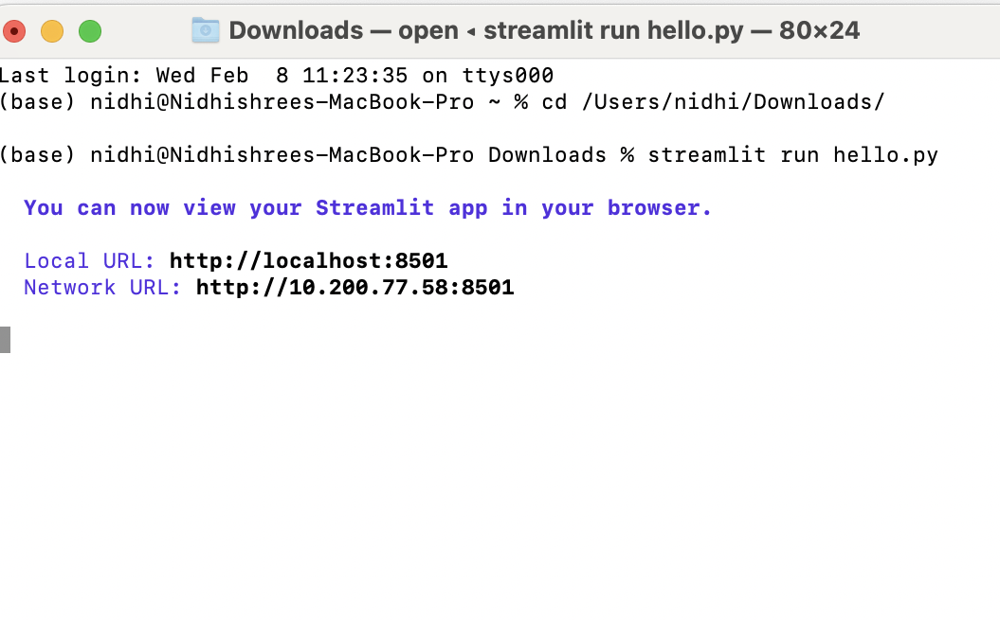 Downloads — open ◂ streamlit run hello.py — 80×24
Last login: Wed Feb  8 11:23:35 on ttys000
(base) nidhi@Nidhishrees-MacBook-Pro ~ % cd /Users/nidhi/Downloads/
(base) nidhi@Nidhishrees-MacBook-Pro Downloads % streamlit run hello.py
You can now view your Streamlit app in your browser.
Local URL: http://localhost:8501
Network URL: http://10.200.77.58:8501